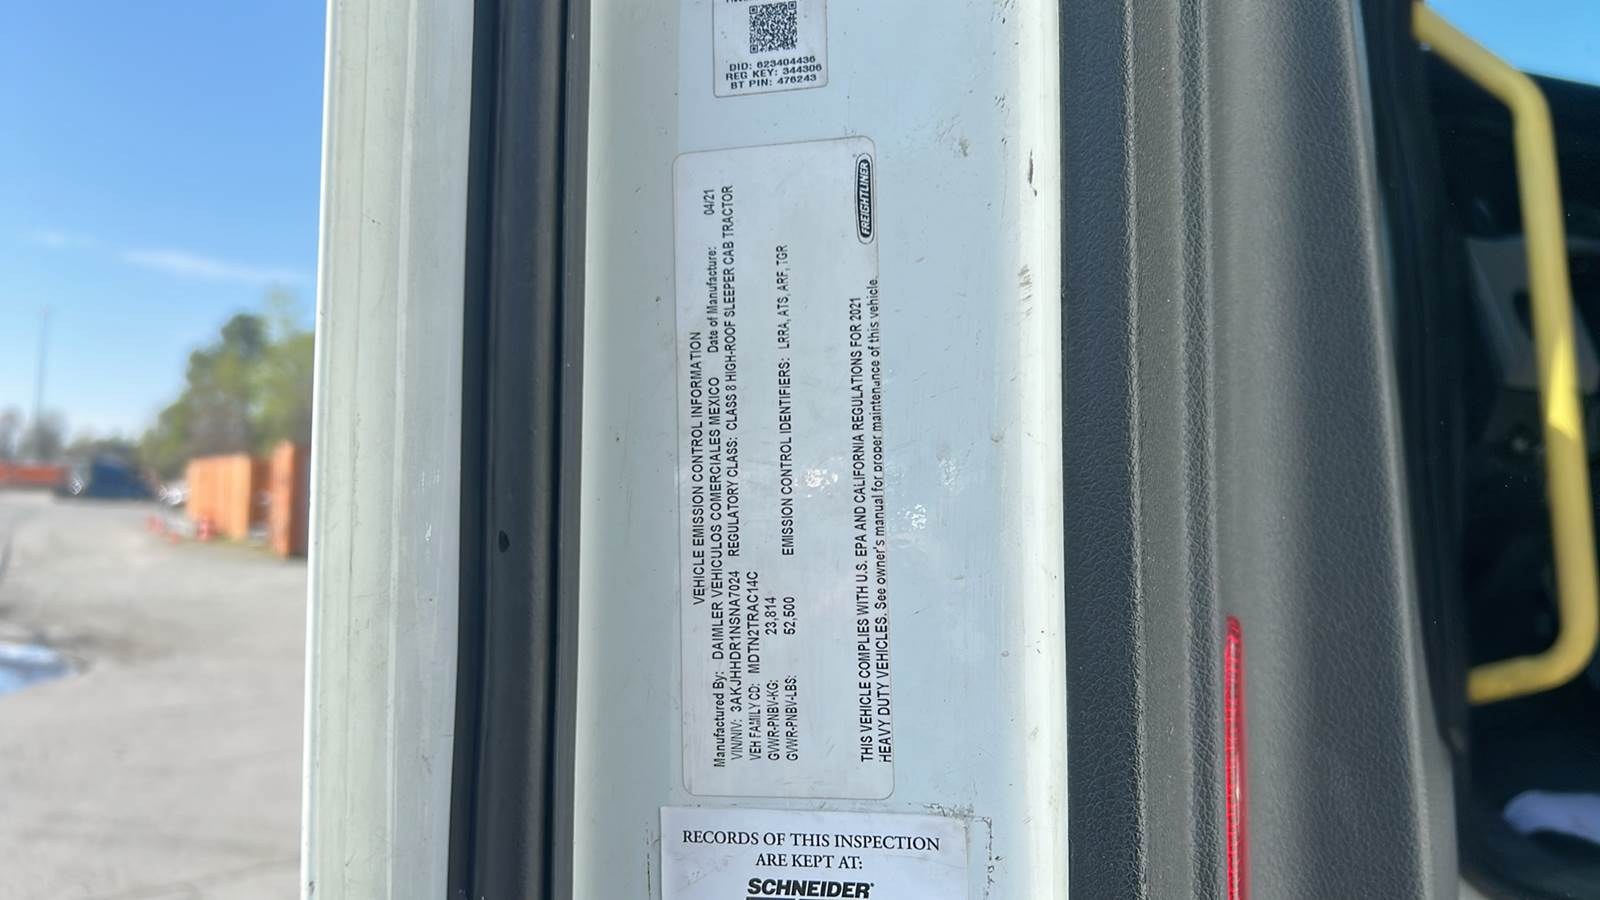 DID: 623404436
REG KEY: 344306
BT PIN: 476243
FREIGHTLINER
VEHICLE EMISSION CONTROL INFORMATION
Manufactured By: DAIMLER VEHICULOS COMERCIALES MEXICO Date of Manufacture: 04/21
VIN/NIV: 3AKJHHDR1NSNA7024 REGULATORY CLASS: CLASS 8 HIGH-ROOF SLEEPER CAB TRACTOR
VEH FAMILY CD: MDTN2TRAC14C
GVWR-PNBV-KG: 23,814
GVWR-PNBV-LBS: 52,500 EMISSION CONTROL IDENTIFIERS: LRRA, ATS, ARF, TGR
THIS VEHICLE COMPLIES WITH U.S. EPA AND CALIFORNIA REGULATIONS FOR 2021
HEAVY DUTY VEHICLES. See owner's manual for proper maintenance of this vehicle.
RECORDS OF THIS INSPECTION
ARE KEPT AT:
SCHNEIDER